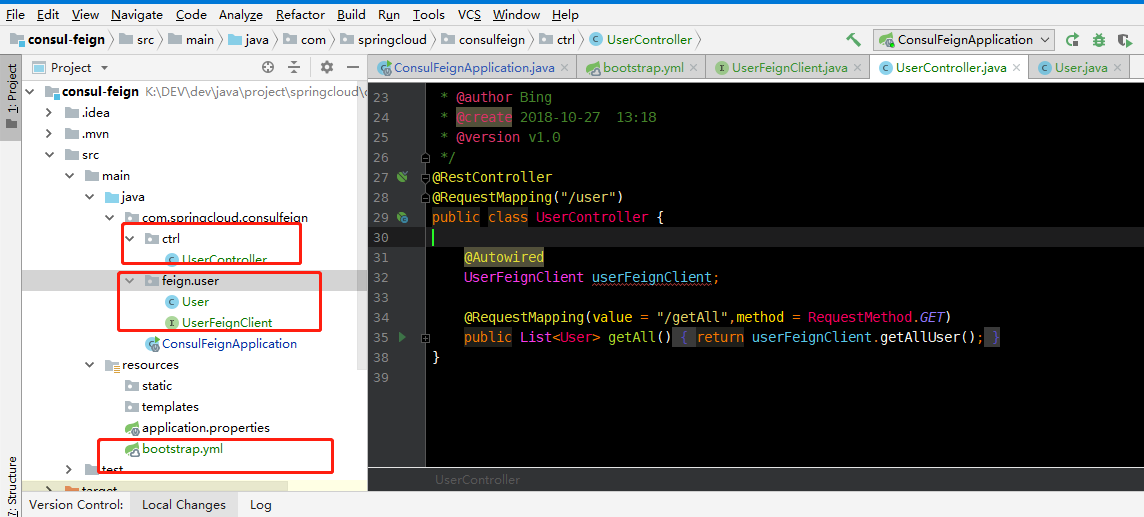 File Edit View Navigate Code Analyze Refactor Build Run Tools VCS Window Help
consul-feign src main java com springcloud consulfeign ctrl UserController ConsulFeignApplication
1: Project
Project
ConsulFeignApplication.java bootstrap.yml UserFeignClient.java UserController.java User.java
consul-feign K:\DEV\dev\java\project\springcloud\
.idea
.mvn
src
main
java
com.springcloud.consulfeign
ctrl
UserController
feign.user
User
UserFeignClient
ConsulFeignApplication
resources
static
templates
application.properties
bootstrap.yml
test
target
23 * @author Bing
24 * @create 2018-10-27 13:18
25 * @version v1.0
26 */
27 @RestController
28 @RequestMapping("/user")
29 public class UserController {
30
31 @Autowired
32 UserFeignClient userFeignClient;
33
34 @RequestMapping(value = "/getAll",method = RequestMethod.GET)
35 public List<User> getAll() { return userFeignClient.getAllUser(); }
38 }
39
UserController
7: Structure
Version Control: Local Changes Log